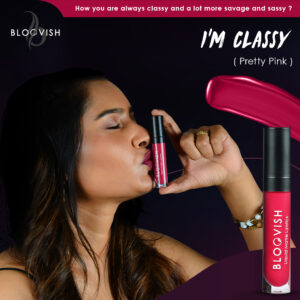 How you are always classy and a lot more savage and sassy ?
BLOOVISH
I'M CLASSY
( Pretty Pink )
BLOOVISH